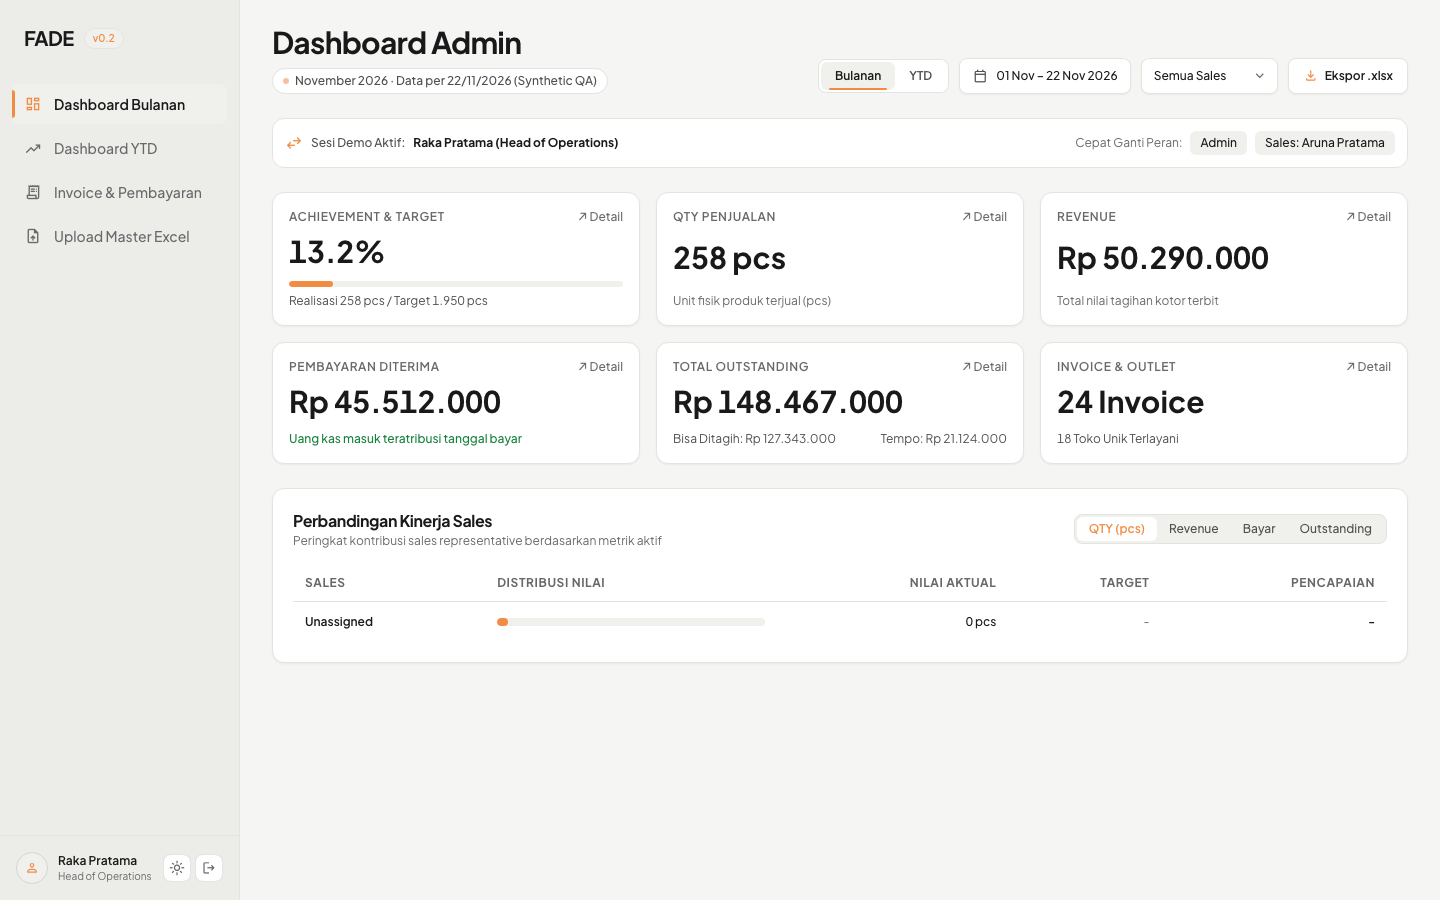 FADE v0.2
Dashboard Bulanan
Dashboard YTD
Invoice & Pembayaran
Upload Master Excel
Raka Pratama
Head of Operations
Dashboard Admin
November 2026 · Data per 22/11/2026 (Synthetic QA)
Bulanan YTD
01 Nov – 22 Nov 2026
Semua Sales
Ekspor .xlsx
Sesi Demo Aktif: Raka Pratama (Head of Operations)
Cepat Ganti Peran: Admin Sales: Aruna Pratama
ACHIEVEMENT & TARGET Detail
13.2%
Realisasi 258 pcs / Target 1.950 pcs
QTY PENJUALAN Detail
258 pcs
Unit fisik produk terjual (pcs)
REVENUE Detail
Rp 50.290.000
Total nilai tagihan kotor terbit
PEMBAYARAN DITERIMA Detail
Rp 45.512.000
Uang kas masuk teratribusi tanggal bayar
TOTAL OUTSTANDING Detail
Rp 148.467.000
Bisa Ditagih: Rp 127.343.000 Tempo: Rp 21.124.000
INVOICE & OUTLET Detail
24 Invoice
18 Toko Unik Terlayani
Perbandingan Kinerja Sales
Peringkat kontribusi sales representative berdasarkan metrik aktif
QTY (pcs) Revenue Bayar Outstanding
SALES DISTRIBUSI NILAI NILAI AKTUAL TARGET PENCAPAIAN
Unassigned 0 pcs - -